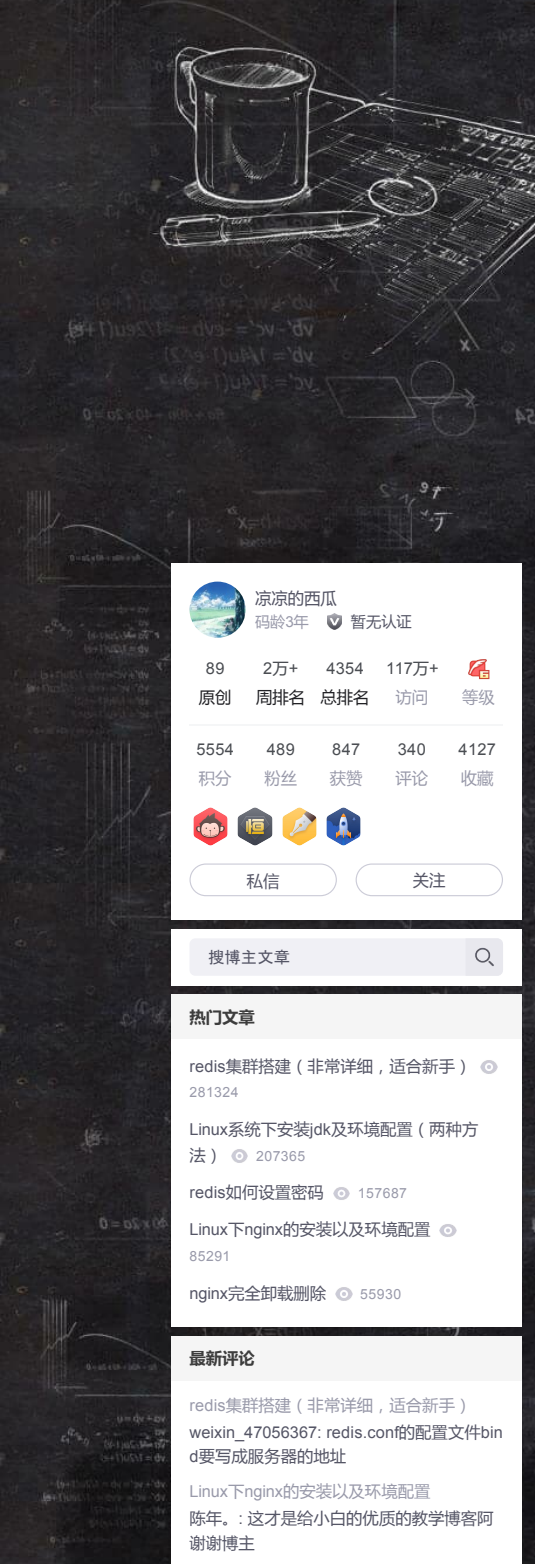 凉凉的西瓜
码龄3年 暂无认证
89 2万+ 4354 117万+
原创 周排名 总排名 访问 等级
5554 489 847 340 4127
积分 粉丝 获赞 评论 收藏
恒
私信 关注
搜博主文章
热门文章
redis集群搭建（非常详细，适合新手）
281324
Linux系统下安装jdk及环境配置（两种方
法） 207365
redis如何设置密码 157687
Linux下nginx的安装以及环境配置
85291
nginx完全卸载删除 55930
最新评论
redis集群搭建（非常详细，适合新手）
weixin_47056367: redis.conf的配置文件bin
d要写成服务器的地址
Linux下nginx的安装以及环境配置
陈年。: 这才是给小白的优质的教学博客阿
谢谢博主